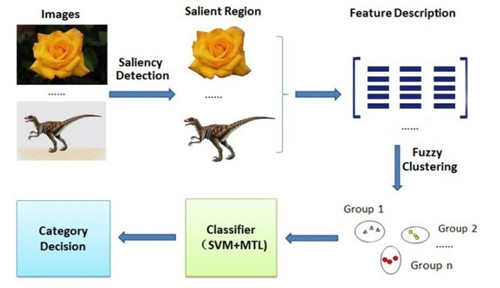 Images
Salient Region
Feature Description
Saliency
Detection
......
......
......
Fuzzy
Clustering
Group 1
Group 2
......
Group n
Classifier
（SVM+MTL)
Category
Decision